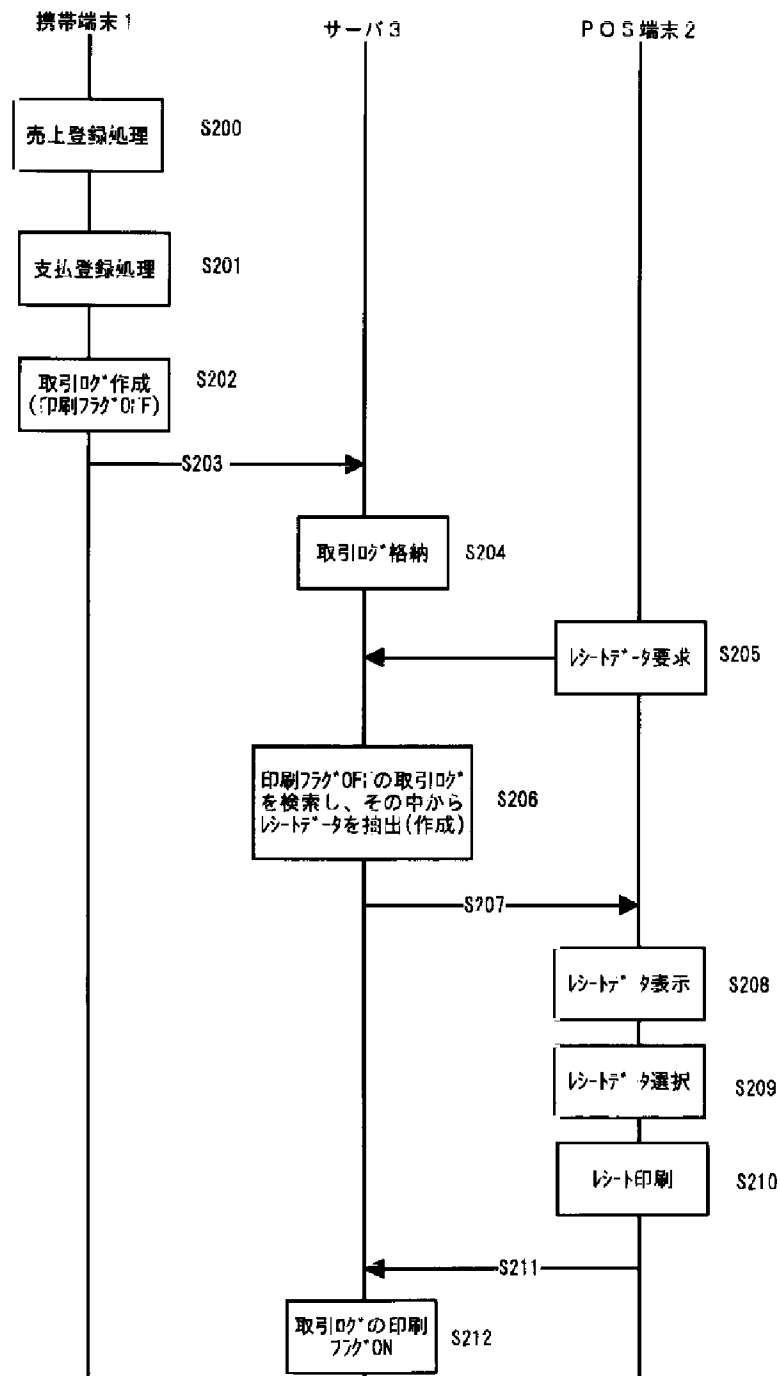 携帯端末1
サーバ3
POS端末2
売上登録処理
S200
支払登録処理
S201
取引ログ作成
(印刷フラグOFF)
S202
S203
取引ログ格納
S204
レシートデータ要求
S205
印刷フラグOFFの取引ログ
を検索し、その中から
レシートデータを抽出(作成)
S206
S207
レシートデータ表示
S208
レシートデータ選択
S209
レシート印刷
S210
S211
取引ログの印刷
フラグON
S212